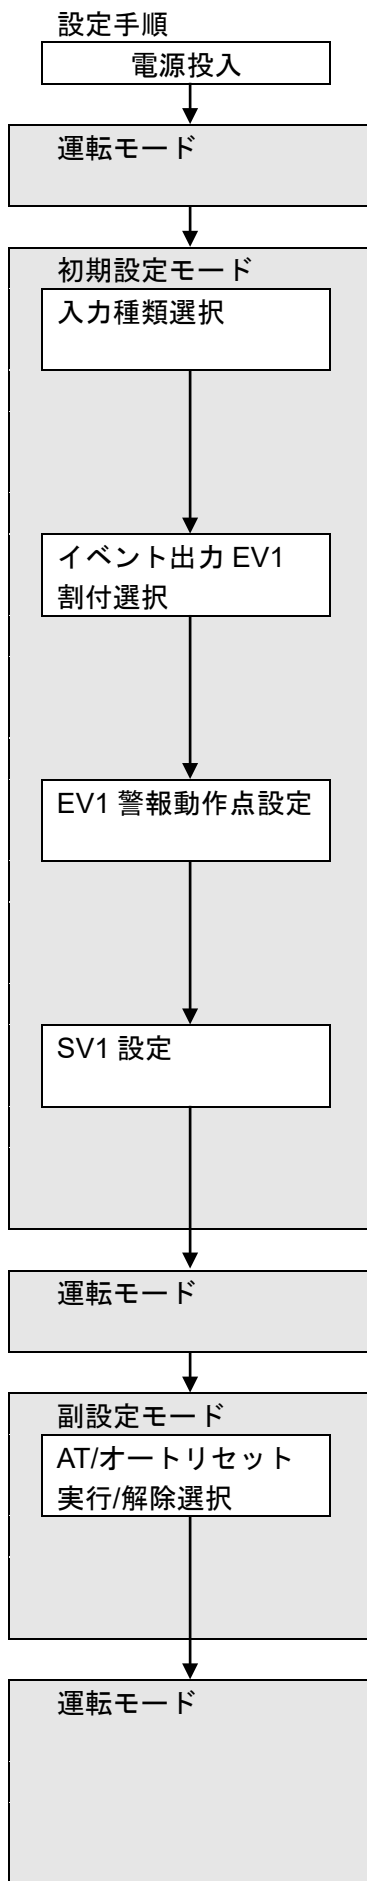 設定手順
電源投入
運転モード
初期設定モード
入力種類選択
イベント出力 EV1
割付選択
EV1 警報動作点設定
SV1 設定
運転モード
副設定モード
AT/オートリセット
実行/解除選択
運転モード